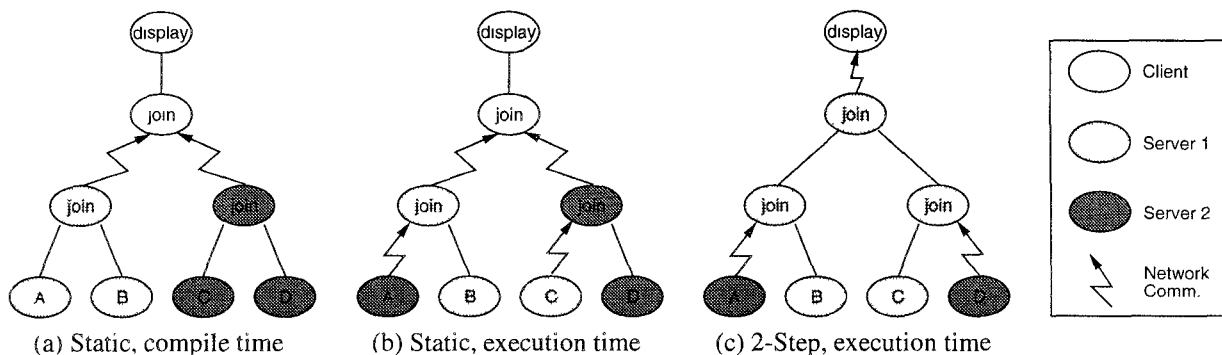 display
join
join
join
A
B
C
D
(a) Static, compile time
display
join
join
join
A
B
C
D
(b) Static, execution time
display
join
join
join
A
B
C
D
(c) 2-Step, execution time
Client
Server 1
Server 2
Network
Comm.